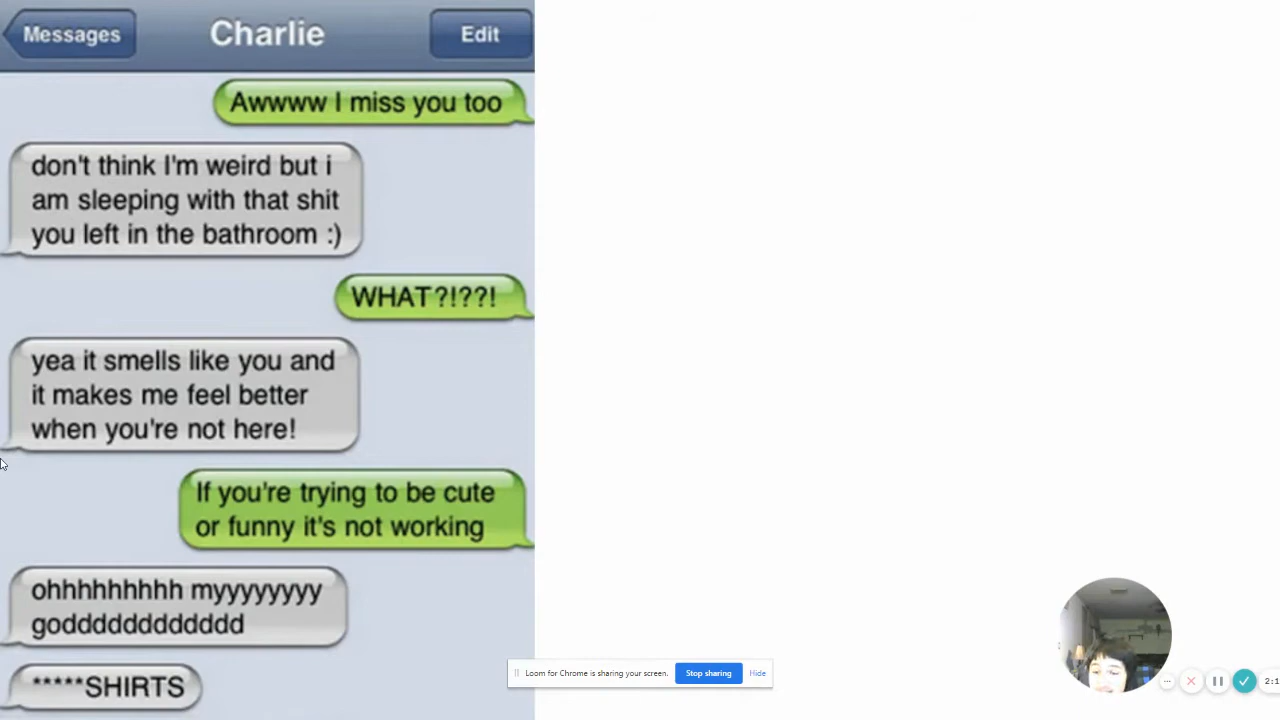 Messages
Charlie
Edit
Awwww I miss you too
don't think I'm weird but i
am sleeping with that shit
you left in the bathroom :)
WHAT?!??!
yea it smells like you and
it makes me feel better
when you're not here!
If you're trying to be cute
or funny it's not working
ohhhhhhhhh myyyyyyyy
godddddddddddd
*****SHIRTS
Loom for Chrome is sharing your screen.
Stop sharing
Hide
2:1